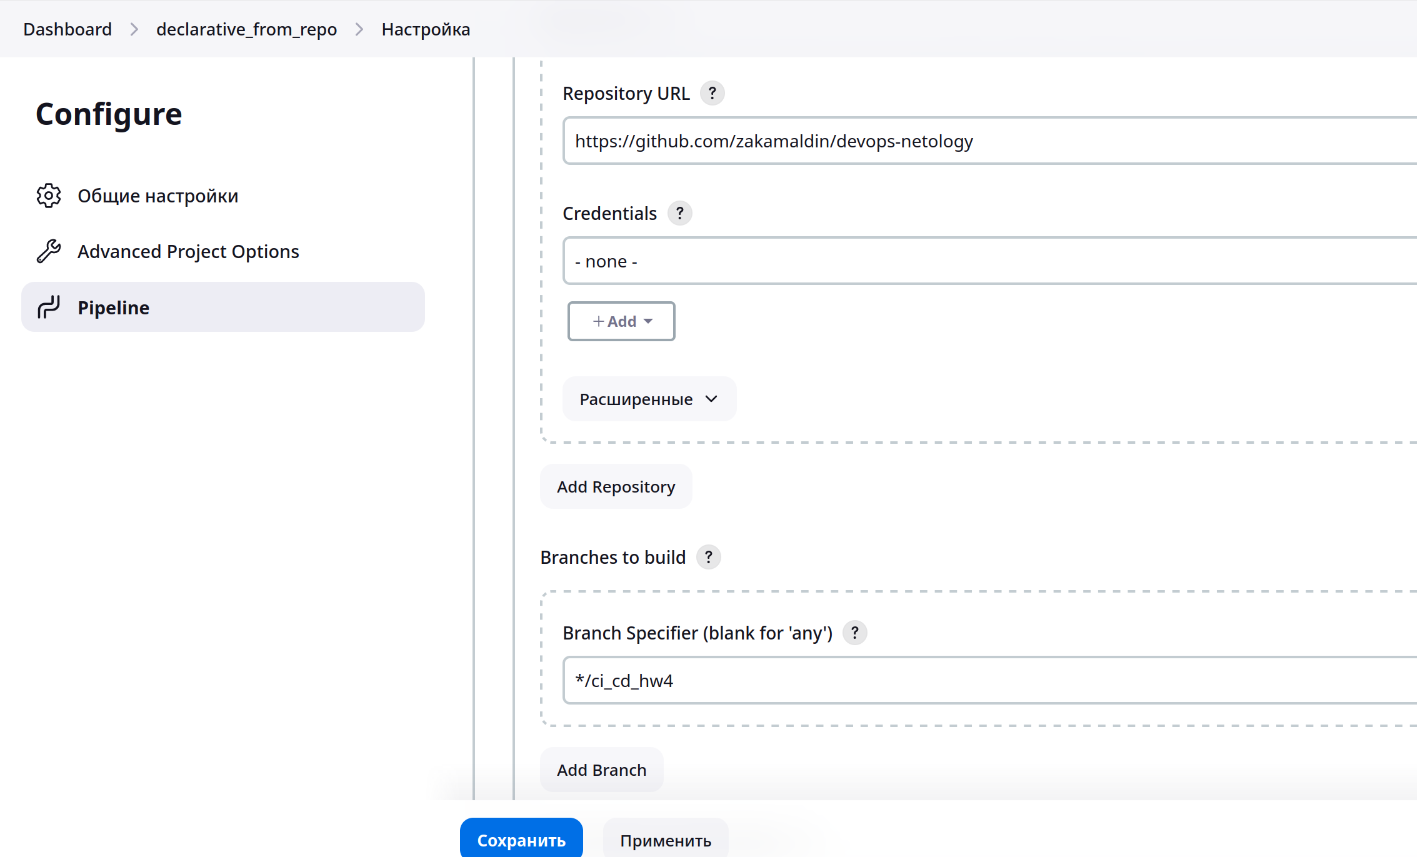 Dashboard > declarative_from_repo > Настройка
Configure
Общие настройки
Advanced Project Options
Pipeline
Repository URL ?
https://github.com/zakamaldin/devops-netology
Credentials ?
- none -
+ Add
Расширенные
Add Repository
Branches to build ?
Branch Specifier (blank for 'any') ?
*/ci_cd_hw4
Add Branch
Сохранить Применить